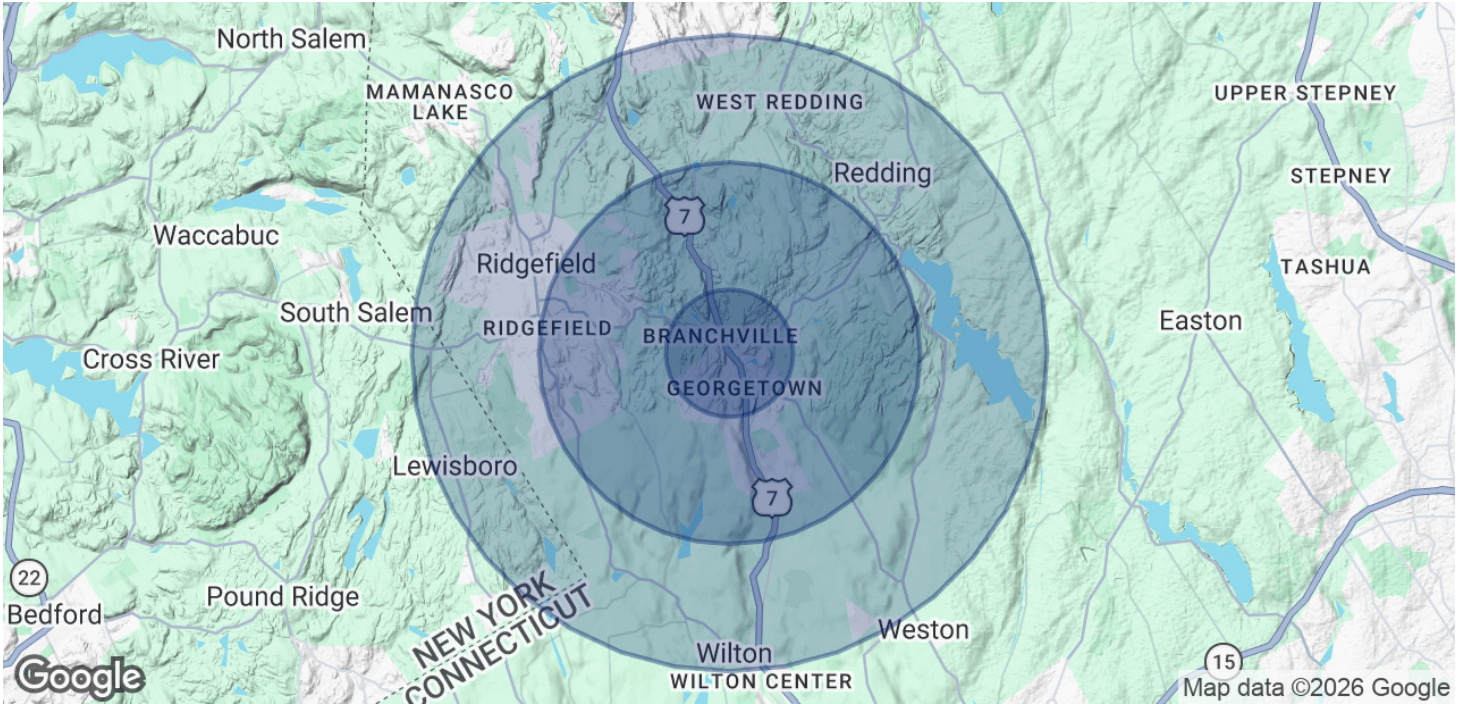 North Salem
MAMANASCO
LAKE
WEST REDDING
UPPER STEPNEY
Redding
STEPNEY
7
Waccabuc
Ridgefield
TASHUA
South Salem
RIDGEFIELD
BRANCHVILLE
Easton
Cross River
GEORGETOWN
Lewisboro
7
22
Bedford
Pound Ridge
NEW YORK
CONNECTICUT
Weston
Wilton
WILTON CENTER
15
Google
Map data ©2026 Google